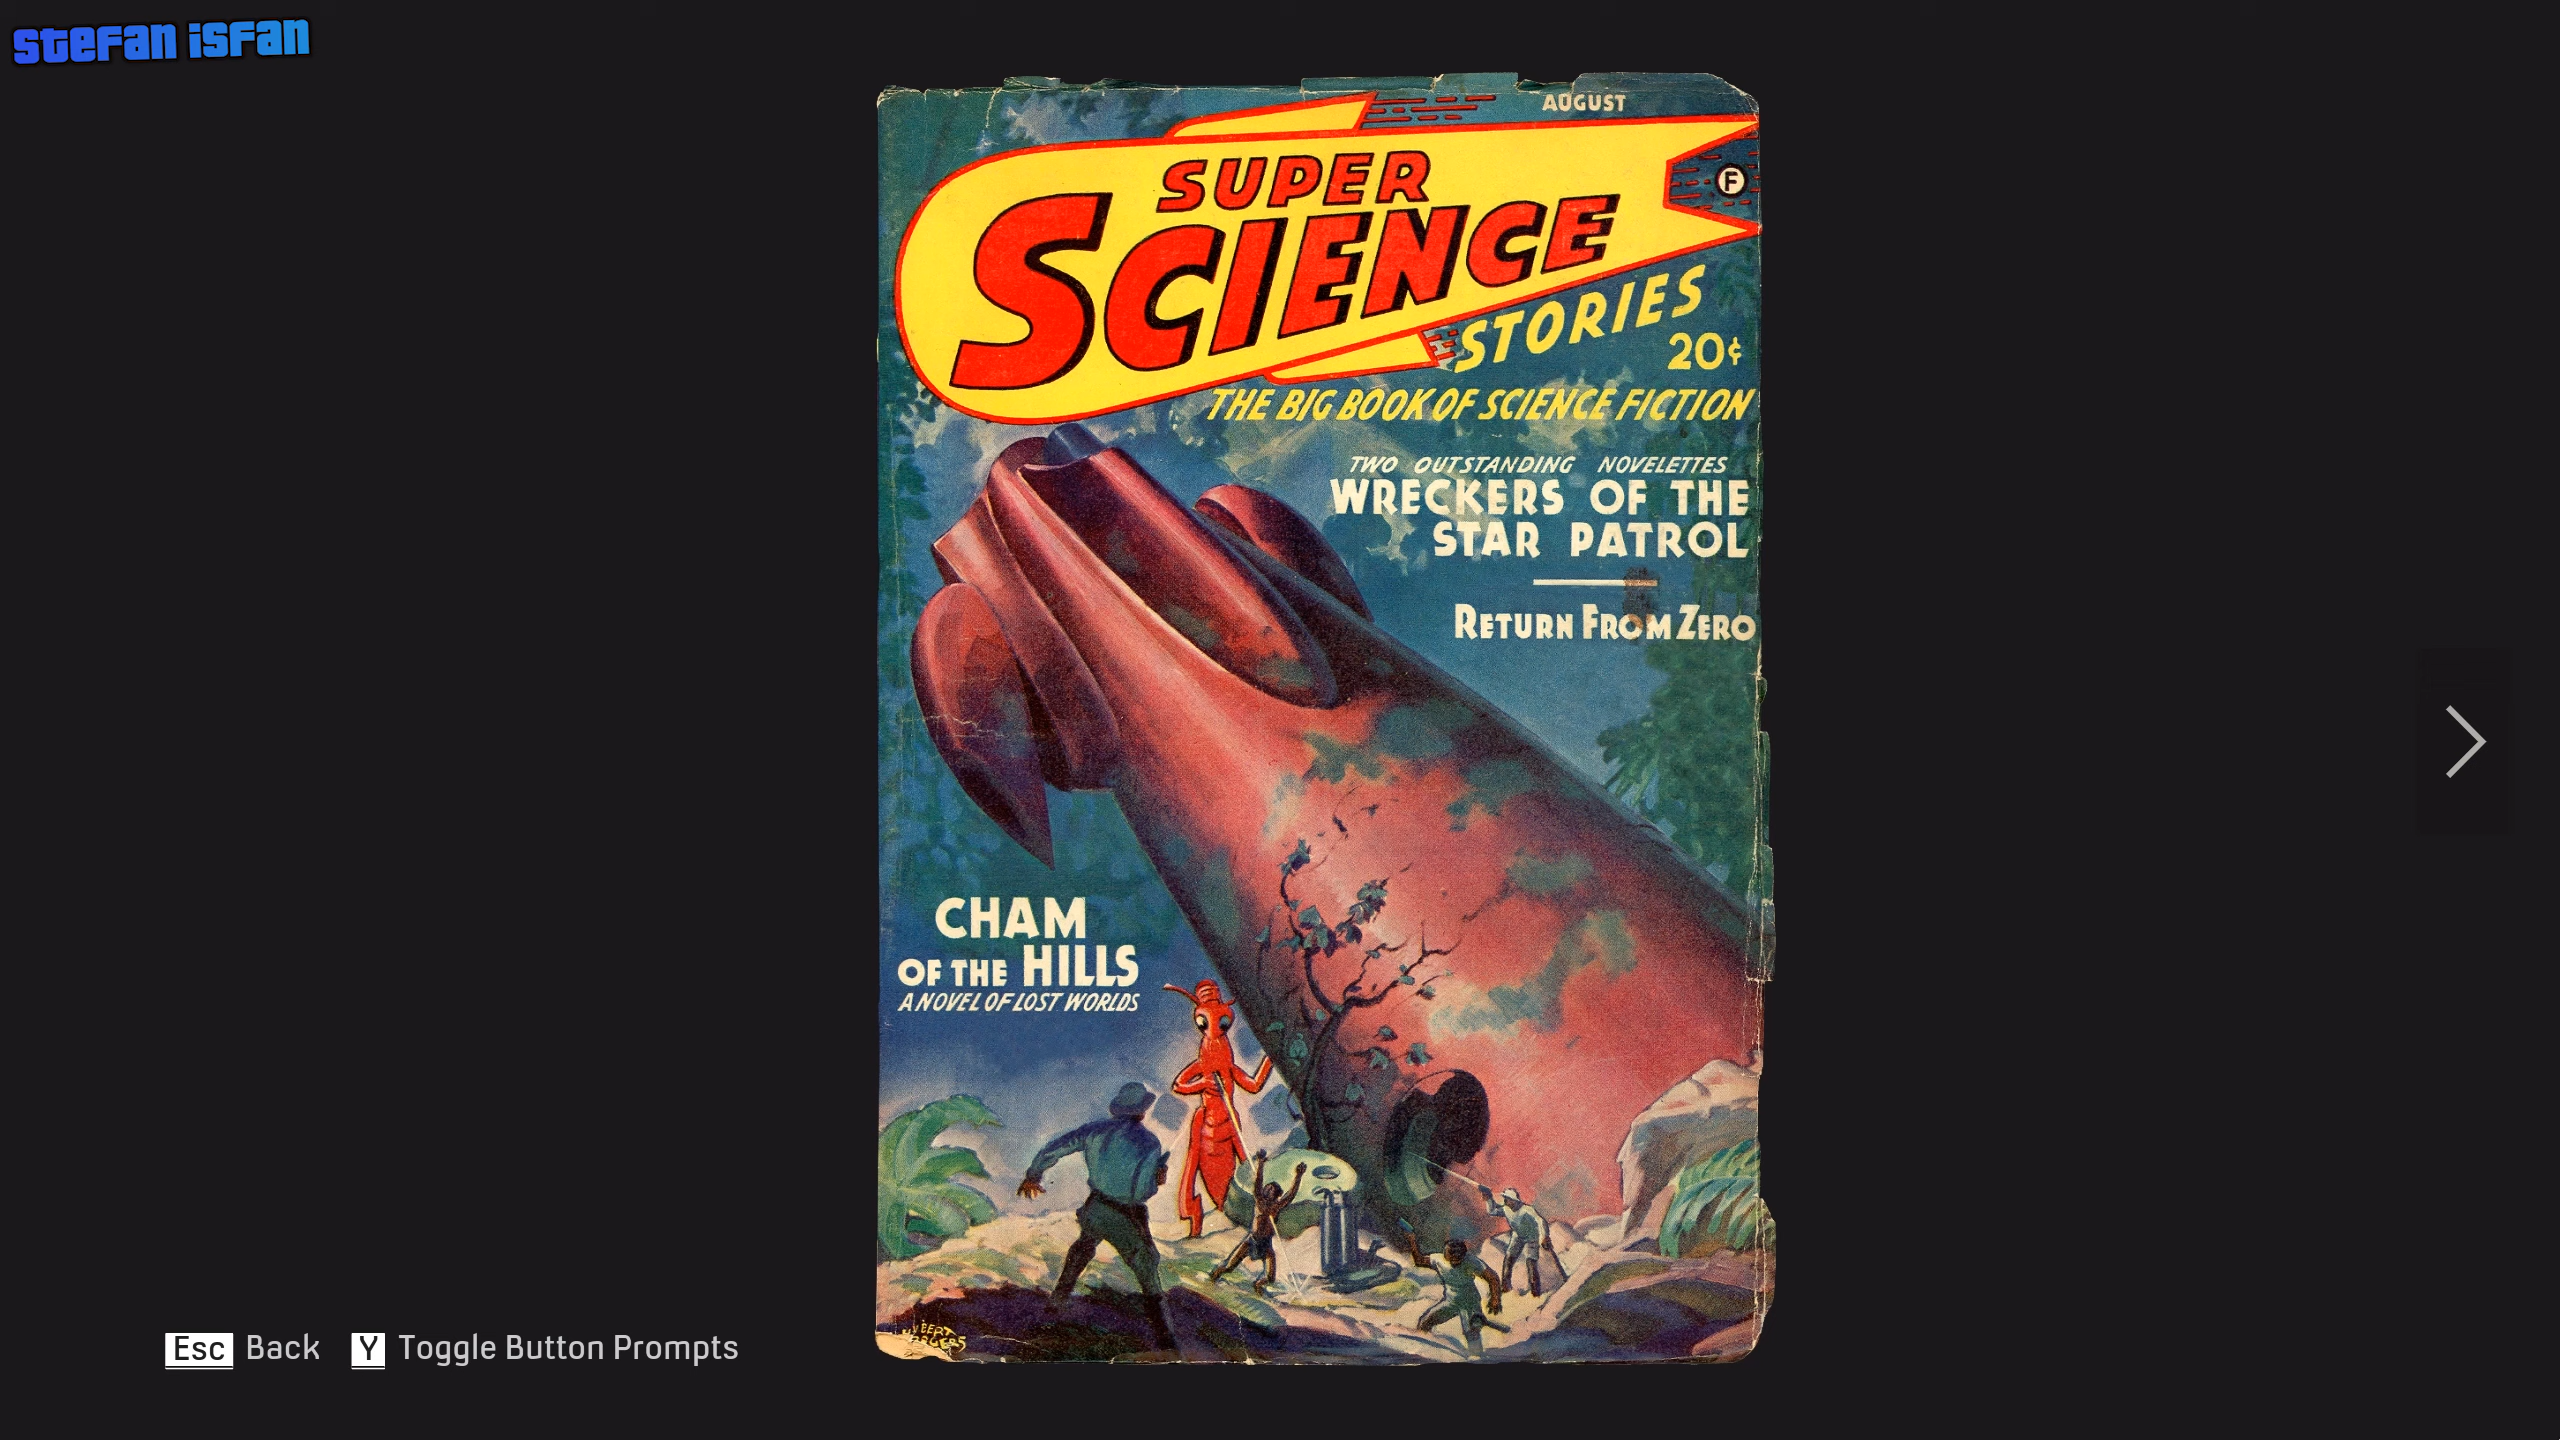 stefan isfan
AUGUST
SUPER
SCIENCE
STORIES
F
20¢
THE BIG BOOK OF SCIENCE FICTION
TWO OUTSTANDING NOVELETTES
WRECKERS OF THE
STAR PATROL
RETURN FROM ZERO
CHAM
OF THE HILLS
A NOVEL OF LOST WORLDS
Esc Back Y Toggle Button Prompts